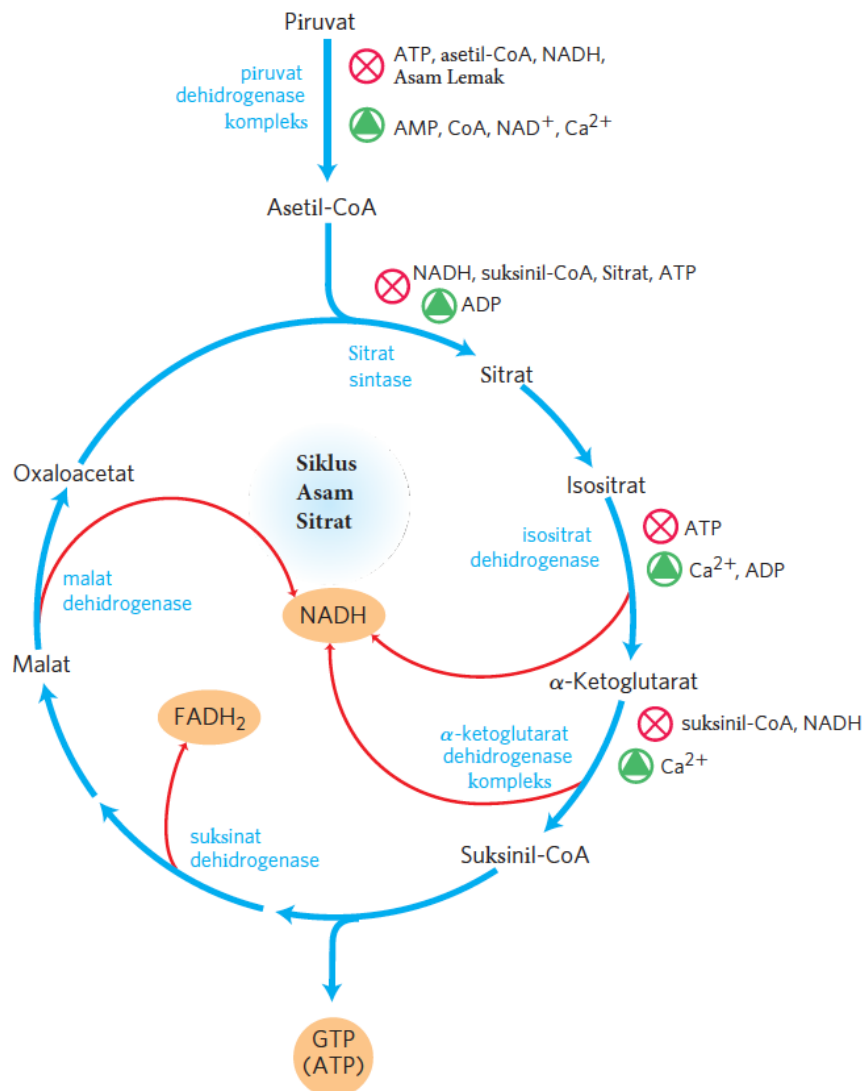 Piruvat
ATP, asetil-CoA, NADH,
Asam Lemak
piruvat
dehidrogenase
kompleks
AMP, CoA, NAD⁺, Ca²⁺
Asetil-CoA
NADH, suksinil-CoA, Sitrat, ATP
ADP
Sitrat
sintase
Sitrat
Oxaloacetat
Siklus
Asam
Sitrat
Isositrat
isositrat
dehidrogenase
ATP
Ca²⁺, ADP
malat
dehidrogenase
NADH
Malat
α-Ketoglutarat
FADH₂
α-ketoglutarat
dehidrogenase
kompleks
suksinil-CoA, NADH
Ca²⁺
suksinat
dehidrogenase
Suksinil-CoA
GTP
(ATP)